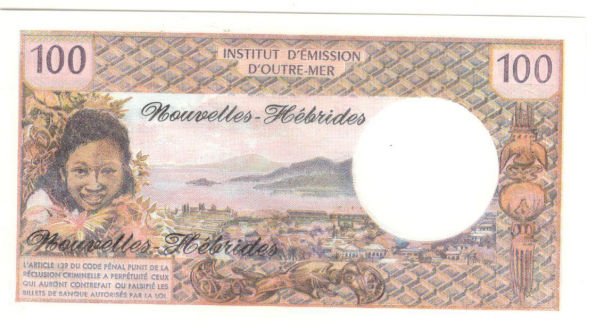 100
INSTITUT D'ÉMISSION
D'OUTRE-MER
100
Nouvelles-Hébrides
Nouvelles-Hébrides
L'ARTICLE 139 DU CODE PÉNAL PUNIT DE LA
RÉCLUSION CRIMINELLE A PERPÉTUITÉ CEUX
QUI AURONT CONTREFAIT OU FALSIFIÉ LES
BILLETS DE BANQUE AUTORISÉS PAR LA LOI.